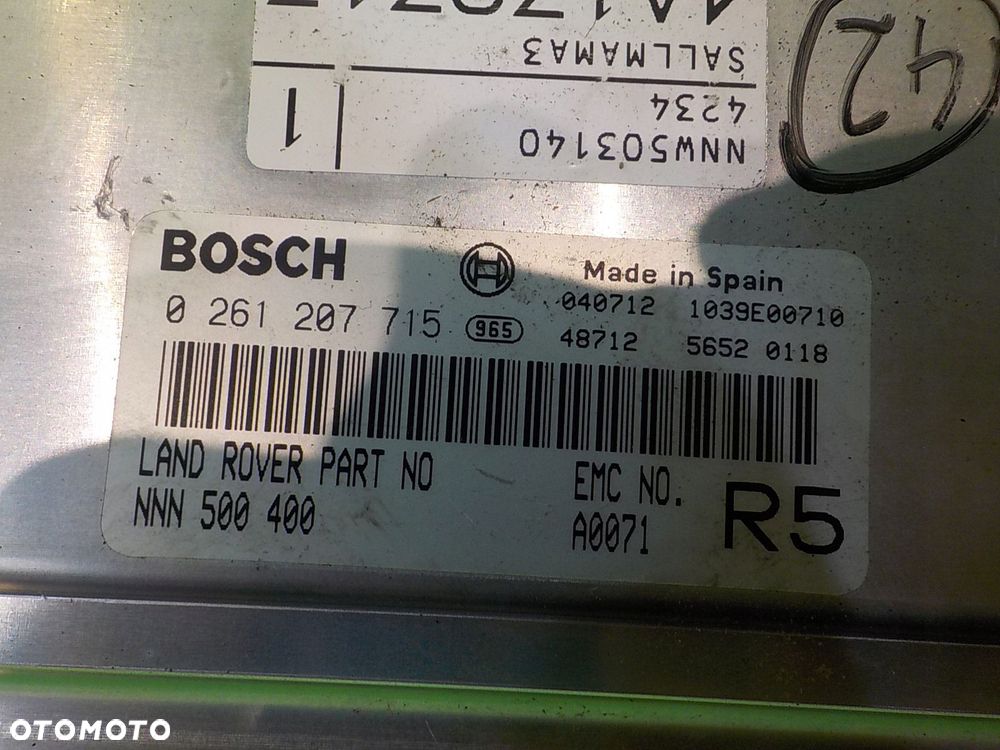 SALLMAMA3
4234
NNW503140
1
42
BOSCH
Made in Spain
0 261 207 715
965
040712 1039E00710
48712 5652 0118
LAND ROVER PART NO
NNN 500 400
EMC NO.
A0071
R5
OTOMOTO